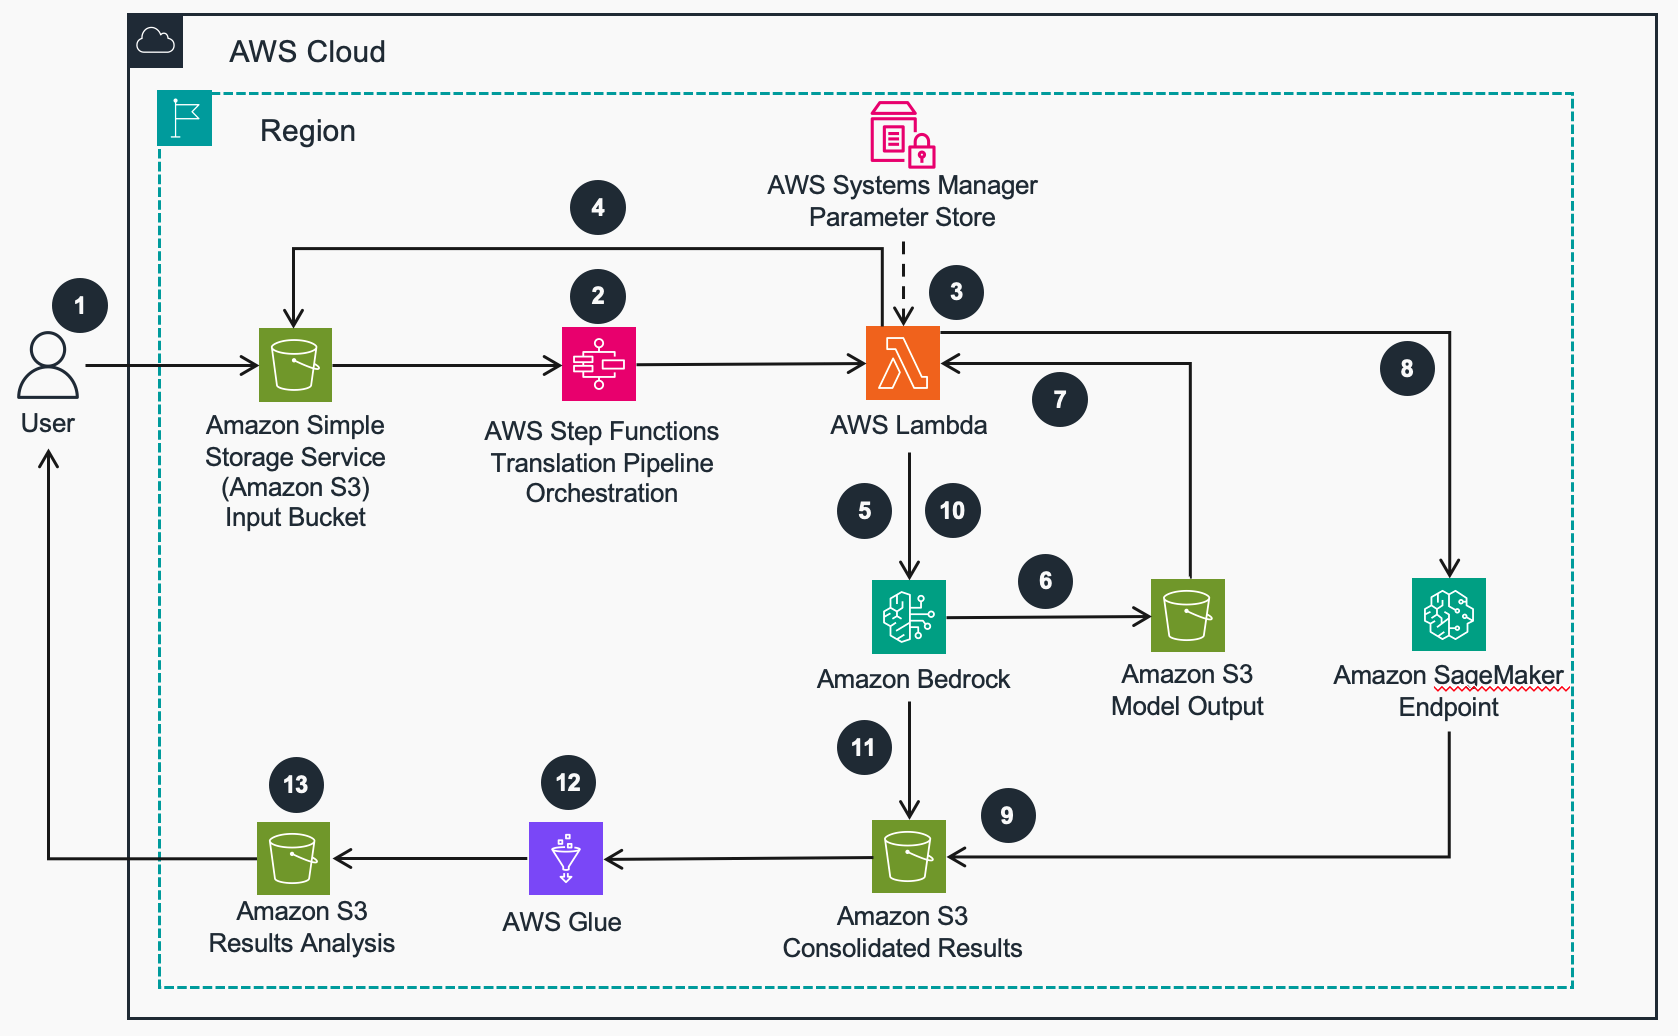 AWS Cloud
Region
AWS Systems Manager
Parameter Store
4
1
2
3
8
7
User
Amazon Simple
Storage Service
(Amazon S3)
Input Bucket
AWS Step Functions
Translation Pipeline
Orchestration
AWS Lambda
5
10
6
Amazon Bedrock
Amazon S3
Model Output
Amazon SageMaker
Endpoint
11
13
12
9
Amazon S3
Results Analysis
AWS Glue
Amazon S3
Consolidated Results